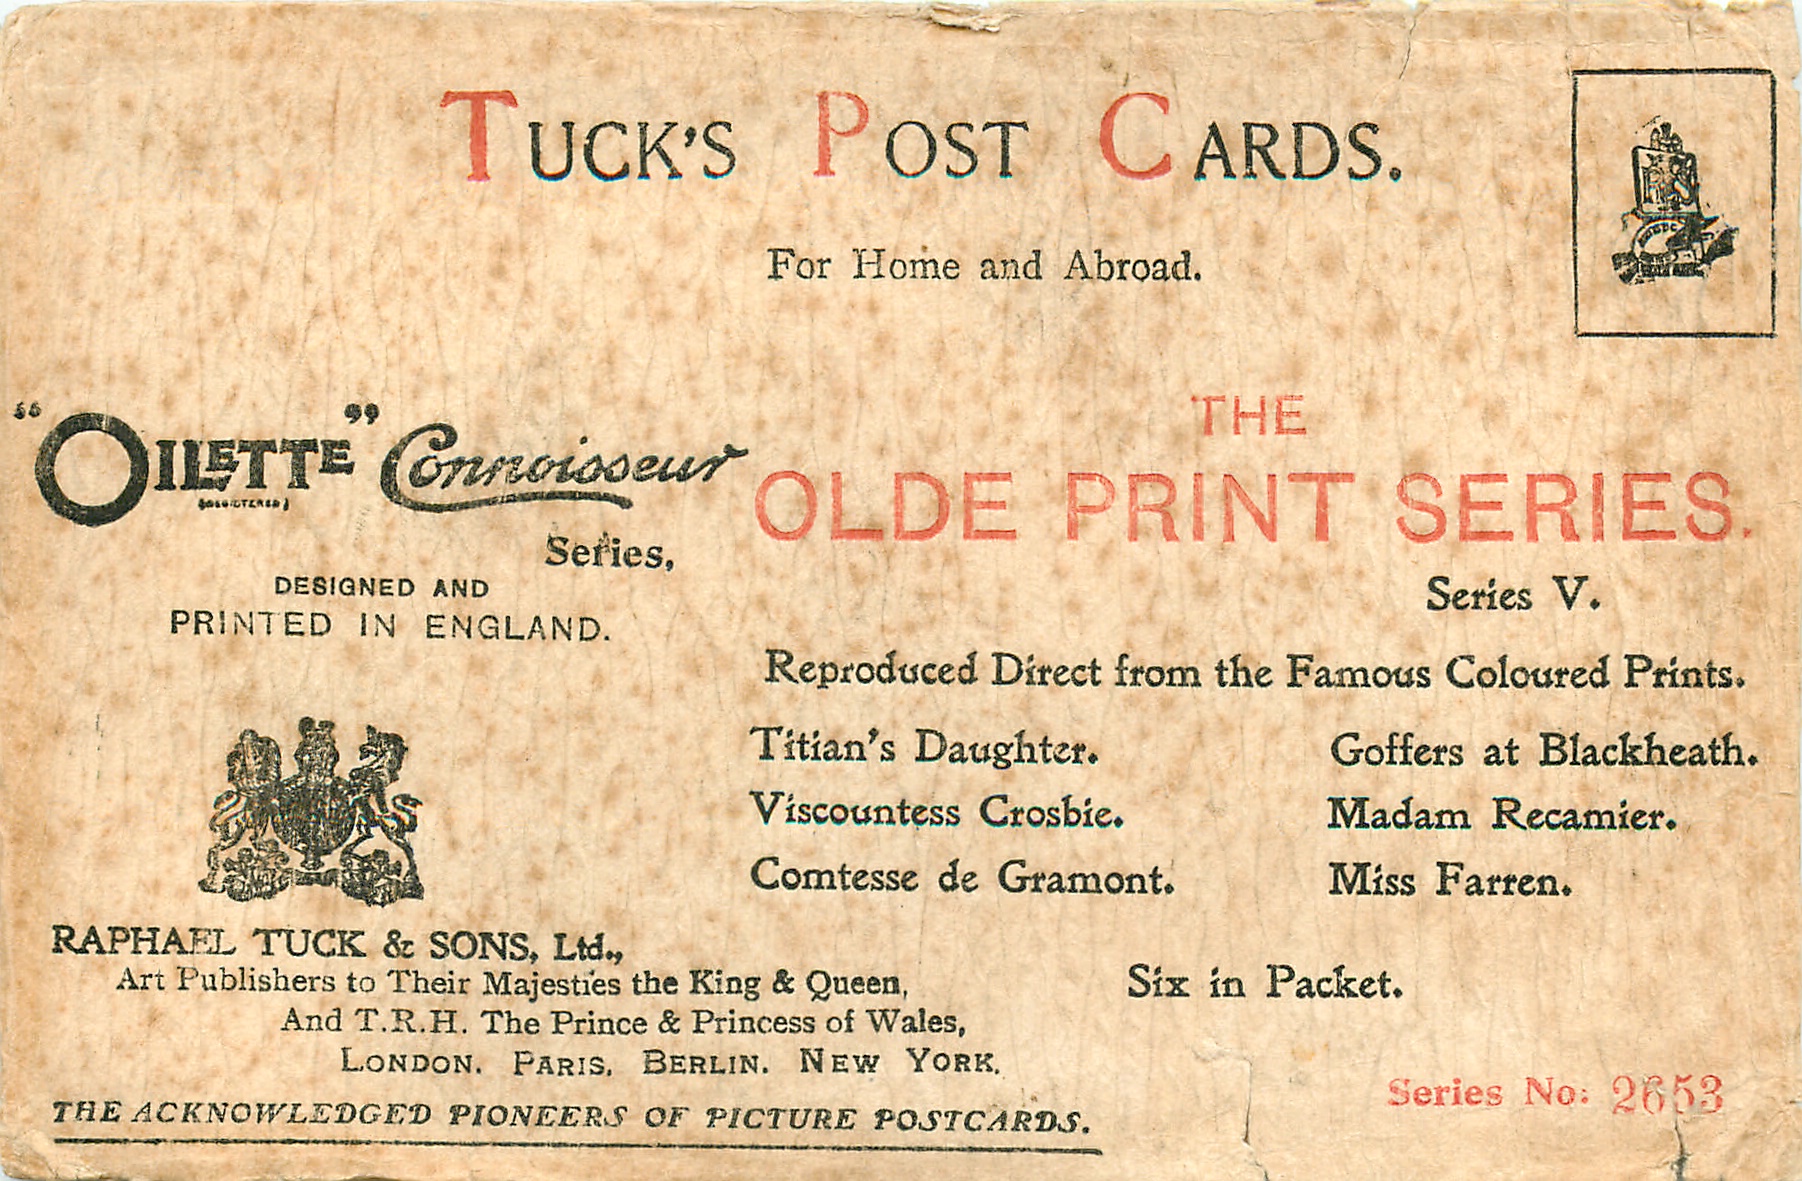 TUCK'S POST CARDS.
For Home and Abroad.
"OILETTE" Connoisseur
(REGISTERED)
Series,
DESIGNED AND
PRINTED IN ENGLAND.
THE
OLDE PRINT SERIES.
Series V.
Reproduced Direct from the Famous Coloured Prints.
Titian's Daughter.
Viscountess Crosbie.
Comtesse de Gramont.
Goffers at Blackheath.
Madam Recamier.
Miss Farren.
Six in Packet.
RAPHAEL TUCK & SONS, Ltd.,
Art Publishers to Their Majesties the King & Queen,
And T.R.H. The Prince & Princess of Wales,
LONDON. PARIS. BERLIN. NEW YORK.
THE ACKNOWLEDGED PIONEERS OF PICTURE POSTCARDS.
Series No: 2653